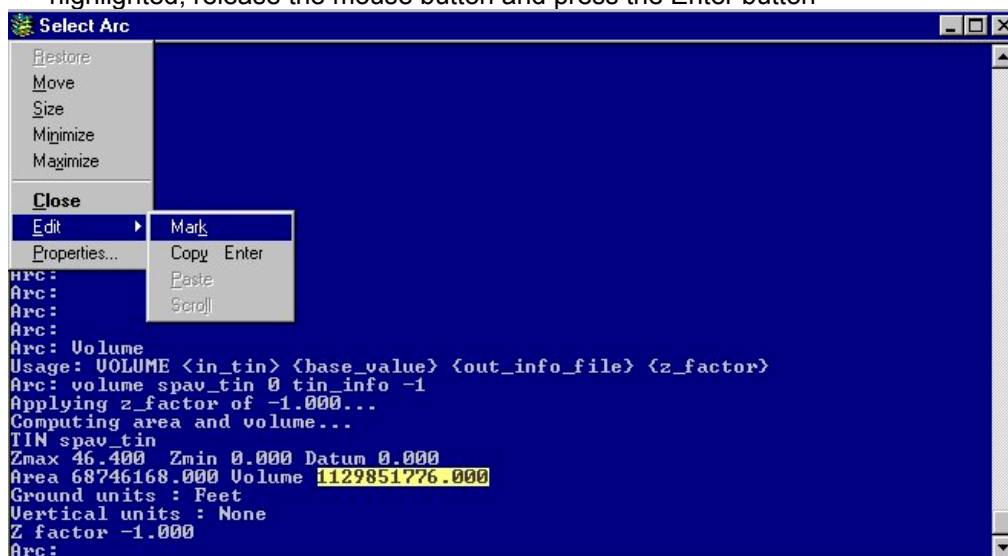 highlighted, release the mouse button and press the Enter button
Select Arc
Restore
Move
Size
Minimize
Maximize
Close
Edit
Properties...
Mark
Copy Enter
Paste
Scroll
Arc:
Arc:
Arc:
Arc:
Arc: Volume
Usage: VOLUME <in_tin> {base_value} {out_info_file} {z_factor}
Arc: volume spav_tin 0 tin_info -1
Applying z_factor of -1.000...
Computing area and volume...
TIN spav_tin
Zmax 46.400 Zmin 0.000 Datum 0.000
Area 68746168.000 Volume 1129851776.000
Ground units : Feet
Vertical units : None
Z factor -1.000
Arc: